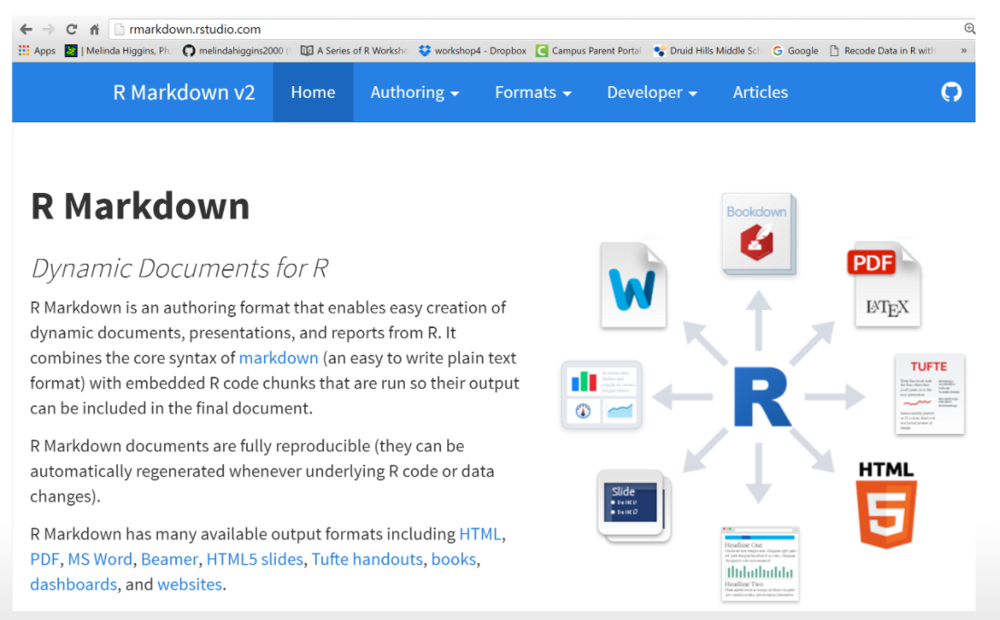 rmarkdown.rstudio.com
Apps | Melinda Higgins, Ph. melindahiggins2000 ( A Series of R Worksho workshop4 - Dropbox Campus Parent Portal Druid Hills Middle Sch Google Recode Data in R with »
R Markdown v2 Home Authoring Formats Developer Articles
R Markdown
Dynamic Documents for R
R Markdown is an authoring format that enables easy creation of
dynamic documents, presentations, and reports from R. It
combines the core syntax of markdown (an easy to write plain text
format) with embedded R code chunks that are run so their output
can be included in the final document.
R Markdown documents are fully reproducible (they can be
automatically regenerated whenever underlying R code or data
changes).
R Markdown has many available output formats including HTML,
PDF, MS Word, Beamer, HTML5 slides, Tufte handouts, books,
dashboards, and websites.
Bookdown
W
PDF
LATEX
TUFTE
R
HTML
5
Slide
Headline One
Headline Two